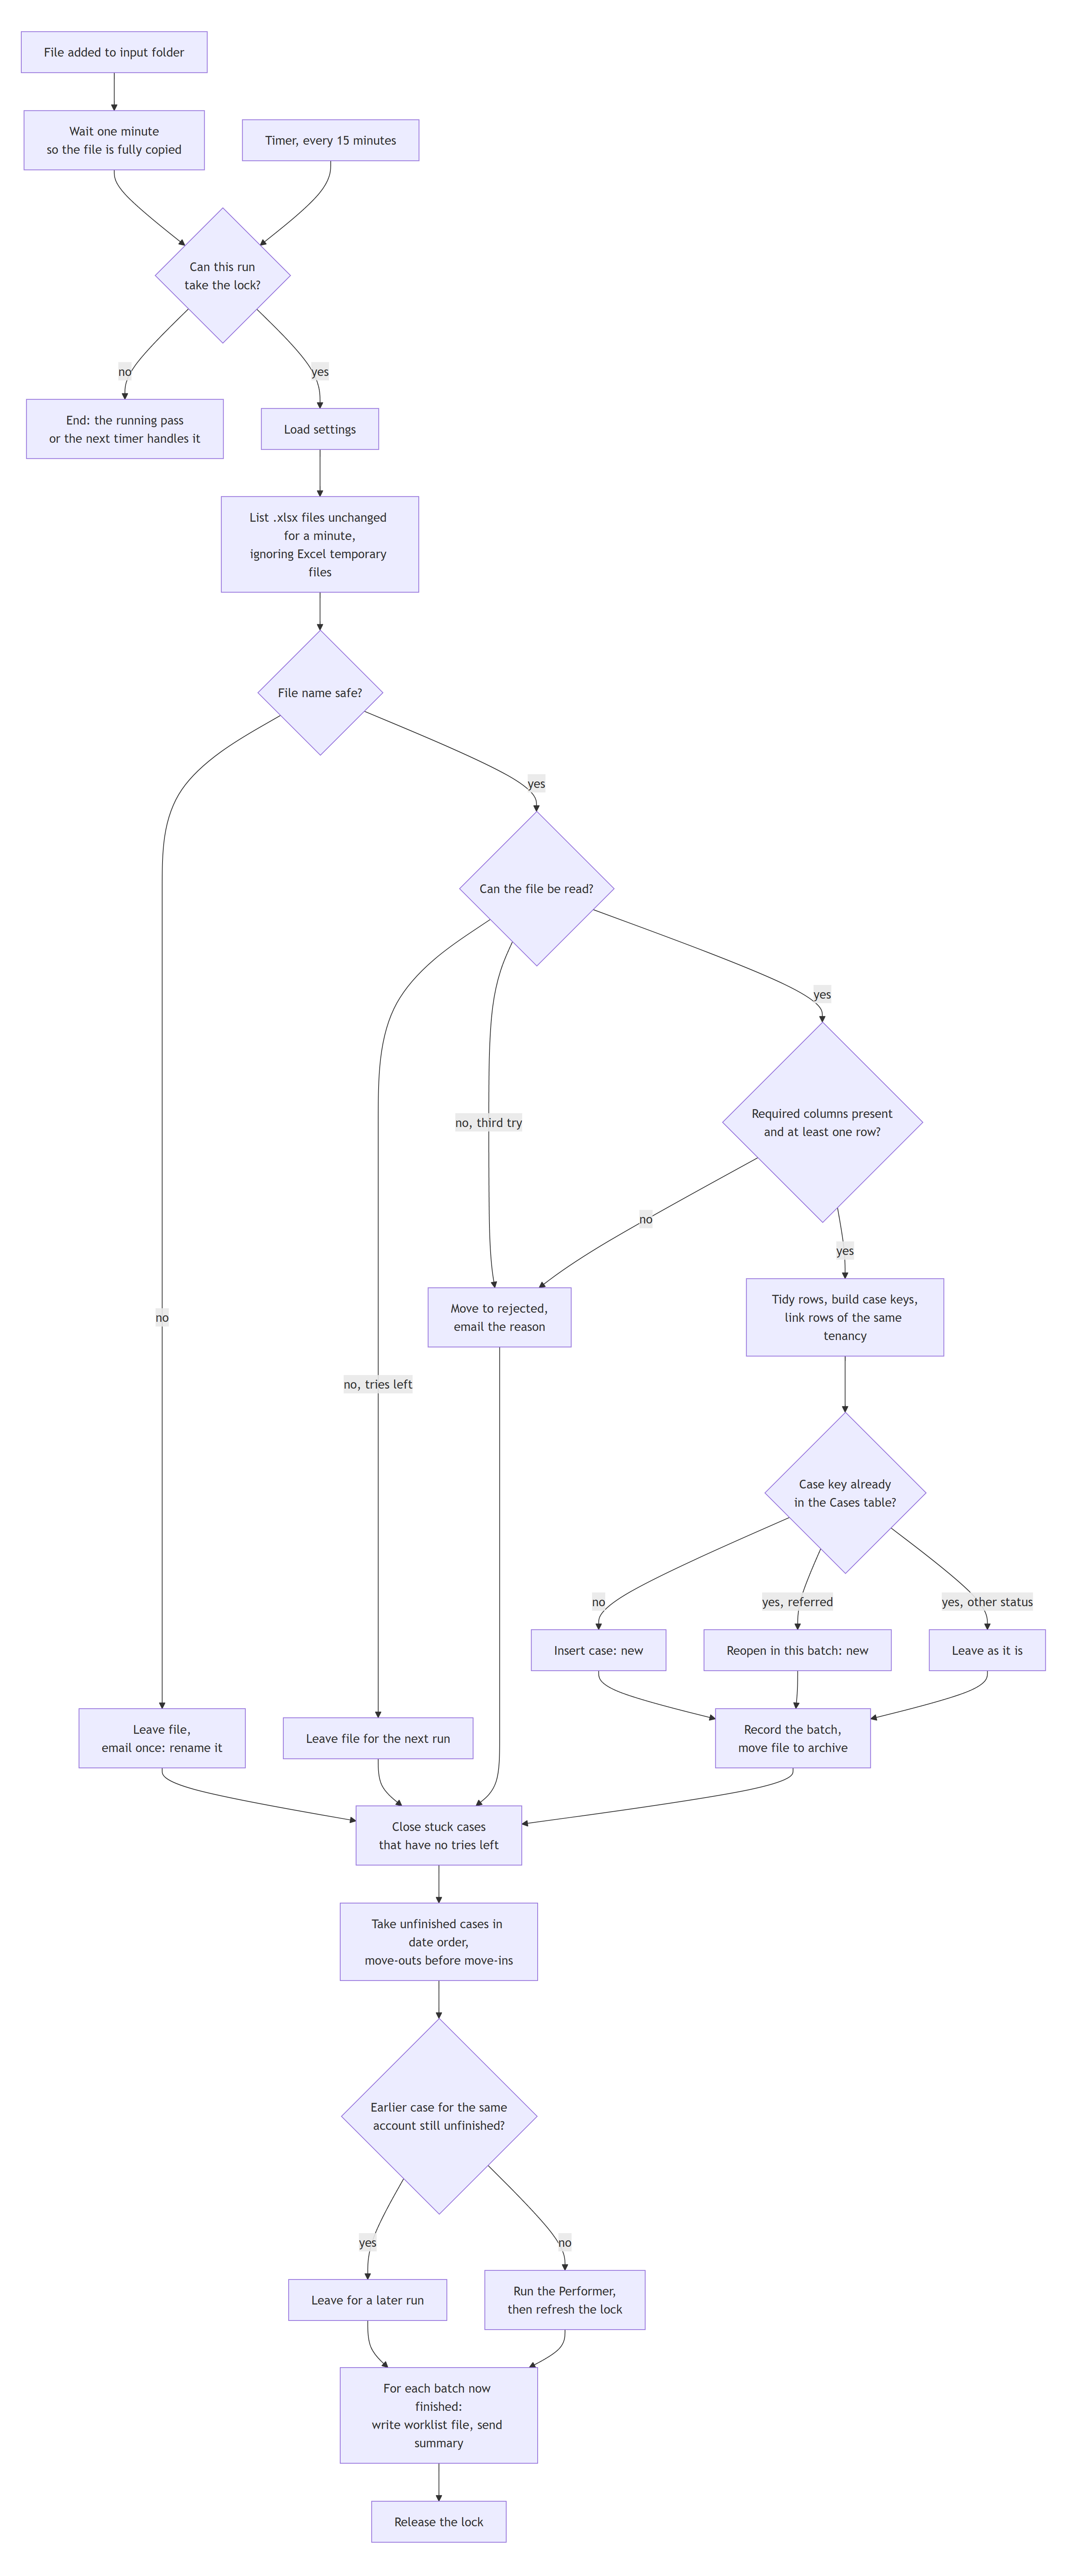 File added to input folder
Wait one minute
so the file is fully copied
Timer, every 15 minutes
Can this run
take the lock?
no
yes
End: the running pass
or the next timer handles it
Load settings
List .xlsx files unchanged
for a minute,
ignoring Excel temporary
files
File name safe?
yes
Can the file be read?
yes
Required columns present
and at least one row?
no, third try
no
yes
no
Move to rejected,
email the reason
Tidy rows, build case keys,
link rows of the same
tenancy
no, tries left
Case key already
in the Cases table?
no
yes, referred
yes, other status
Insert case: new
Reopen in this batch: new
Leave as it is
Leave file,
email once: rename it
Leave file for the next run
Record the batch,
move file to archive
Close stuck cases
that have no tries left
Take unfinished cases in
date order,
move-outs before move-ins
Earlier case for the same
account still unfinished?
yes
no
Leave for a later run
Run the Performer,
then refresh the lock
For each batch now
finished:
write worklist file, send
summary
Release the lock